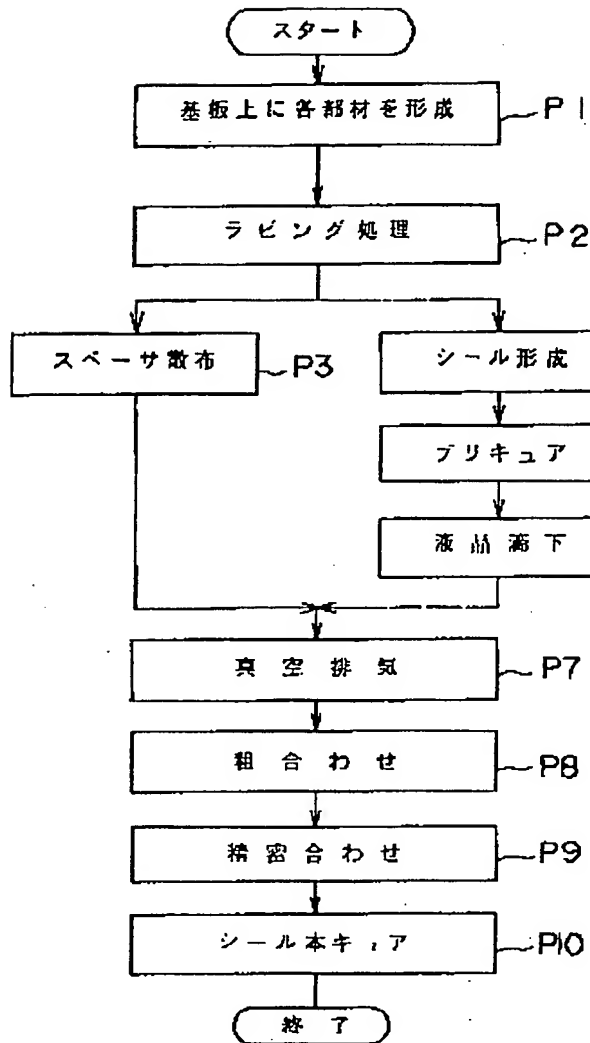 スタート
基板上に各部材を形成
P1
ラビング処理
P2
スペーサ散布
P3
シール形成
プリキュア
液晶滴下
真空排気
P7
粗合わせ
P8
精密合わせ
P9
シール本キュア
P10
終了